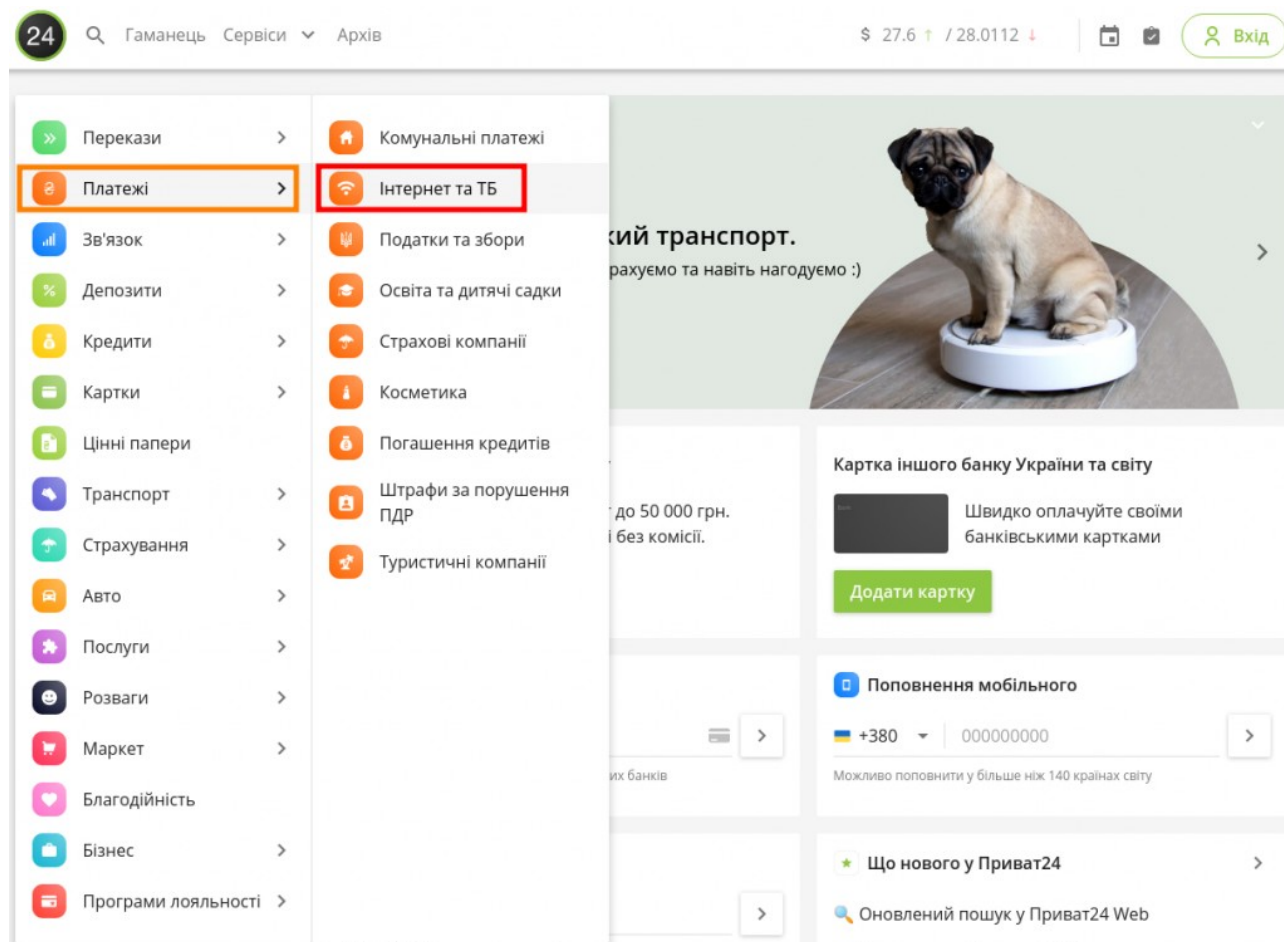 24 Гаманець Сервіси Архів $ 27.6 ↑ / 28.0112 ↓ Вхід
Перекази
Платежі
Зв'язок
Депозити
Кредити
Картки
Цінні папери
Транспорт
Страхування
Авто
Послуги
Розваги
Маркет
Благодійність
Бізнес
Програми лояльності
Комунальні платежі
Інтернет та ТБ
Податки та збори
Освіта та дитячі садки
Страхові компанії
Косметика
Погашення кредитів
Штрафи за порушення
ПДР
Туристичні компанії
кий транспорт.
рахуємо та навіть нагодуємо :)
до 50 000 грн.
і без комісії.
Картка іншого банку України та світу
Швидко оплачуйте своїми
банківськими картками
Додати картку
их банків
Поповнення мобільного
+380 000000000
Можливо поповнити у більше ніж 140 країнах світу
Що нового у Приват24
Оновлений пошук у Приват24 Web